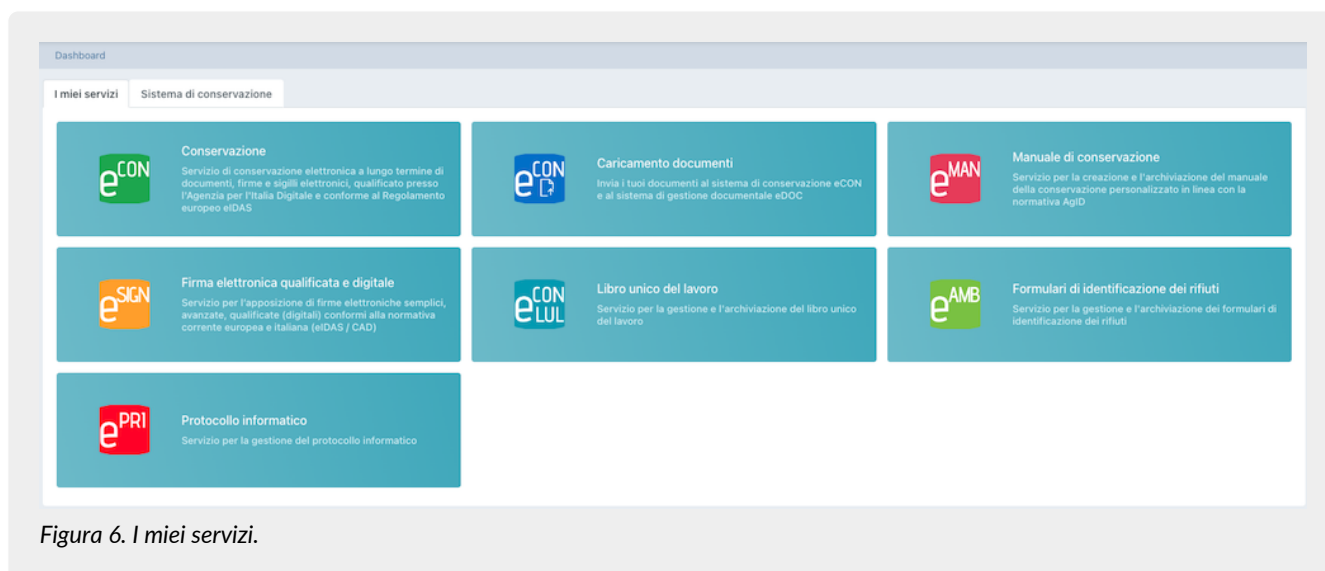 Dashboard
I miei servizi
Sistema di conservazione
eCON
Conservazione
Servizio di conservazione elettronica a lungo termine di
documenti, firme e sigilli elettronici, qualificato presso
l'Agenzia per l'Italia Digitale e conforme al Regolamento
europeo eIDAS
eCON
Caricamento documenti
Invia i tuoi documenti al sistema di conservazione eCON
e al sistema di gestione documentale eDOC
eMAN
Manuale di conservazione
Servizio per la creazione e l'archiviazione del manuale
della conservazione personalizzato in linea con la
normativa AgID
eSIGN
Firma elettronica qualificata e digitale
Servizio per l'apposizione di firme elettroniche semplici,
avanzate, qualificate (digitali) conformi alla normativa
corrente europea e italiana (eIDAS / CAD)
eCON
LUL
Libro unico del lavoro
Servizio per la gestione e l'archiviazione del libro unico
del lavoro
eAMB
Formulari di identificazione dei rifiuti
Servizio per la gestione e l'archiviazione dei formulari di
identificazione dei rifiuti
ePRI
Protocollo informatico
Servizio per la gestione del protocollo informatico
Figura 6. I miei servizi.